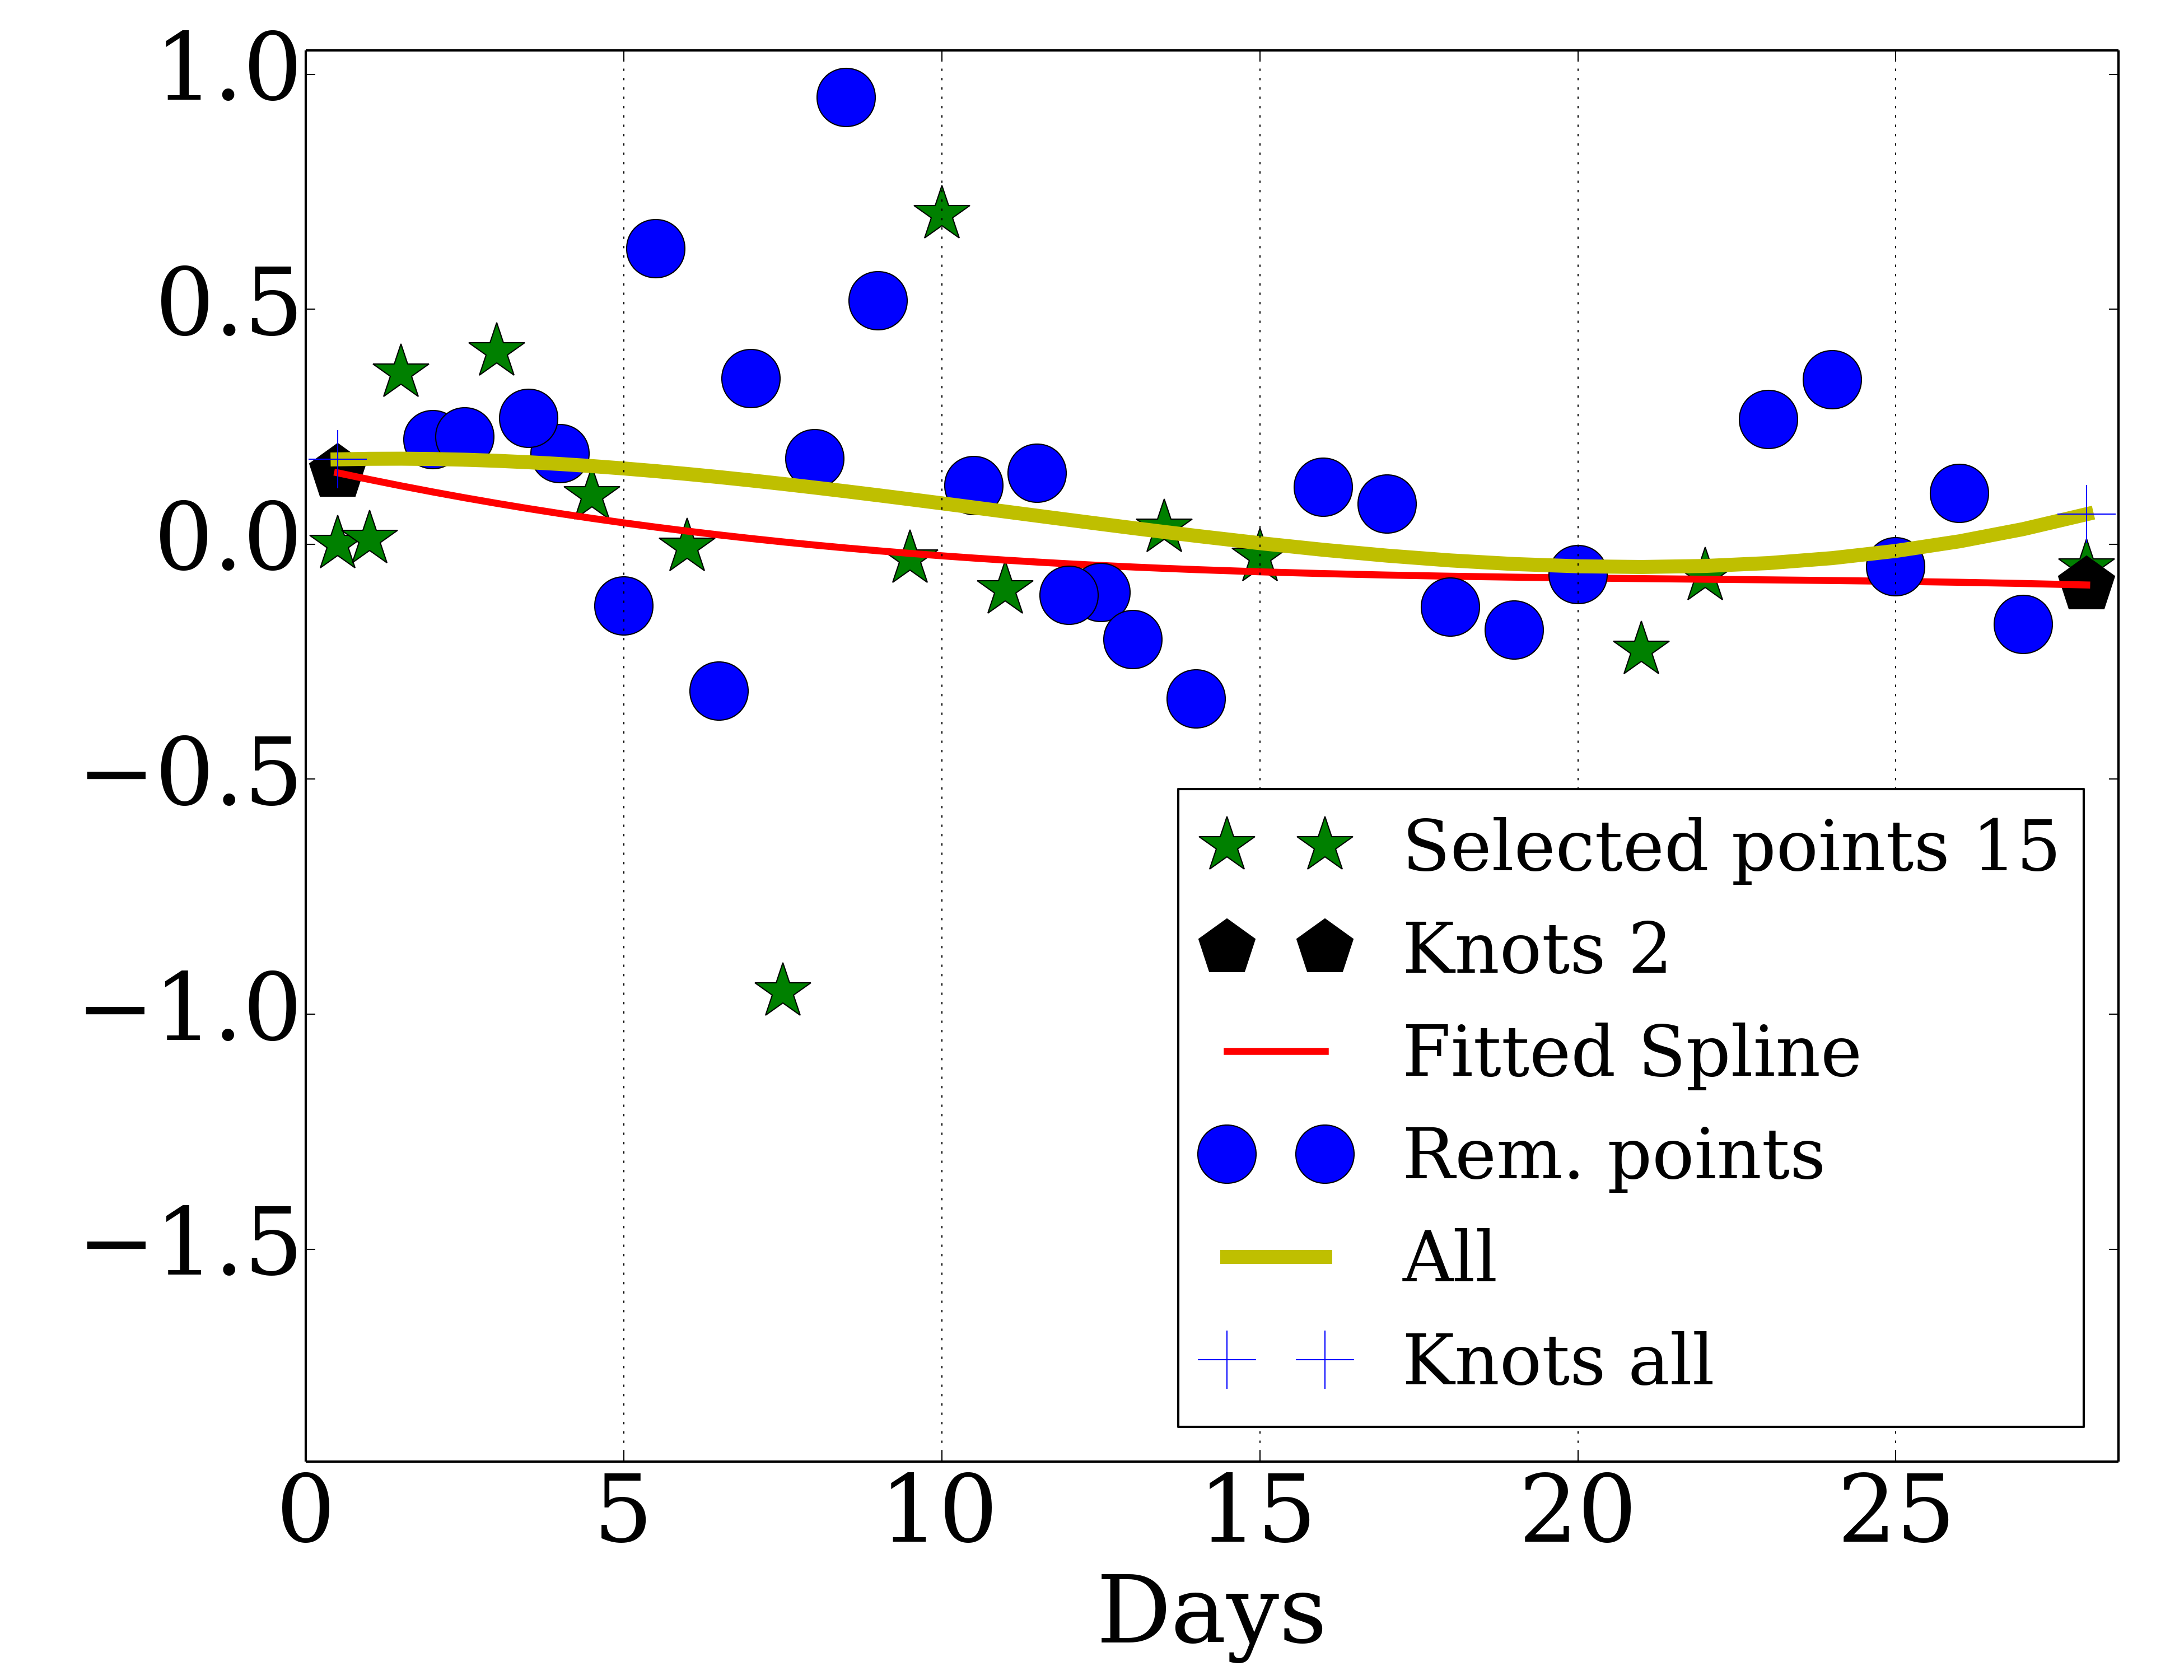 1.0
0.5
0.0
−0.5
−1.0
−1.5
Selected points 15
Knots 2
Fitted Spline
Rem. points
All
Knots all
0 5 10 15 20 25
Days